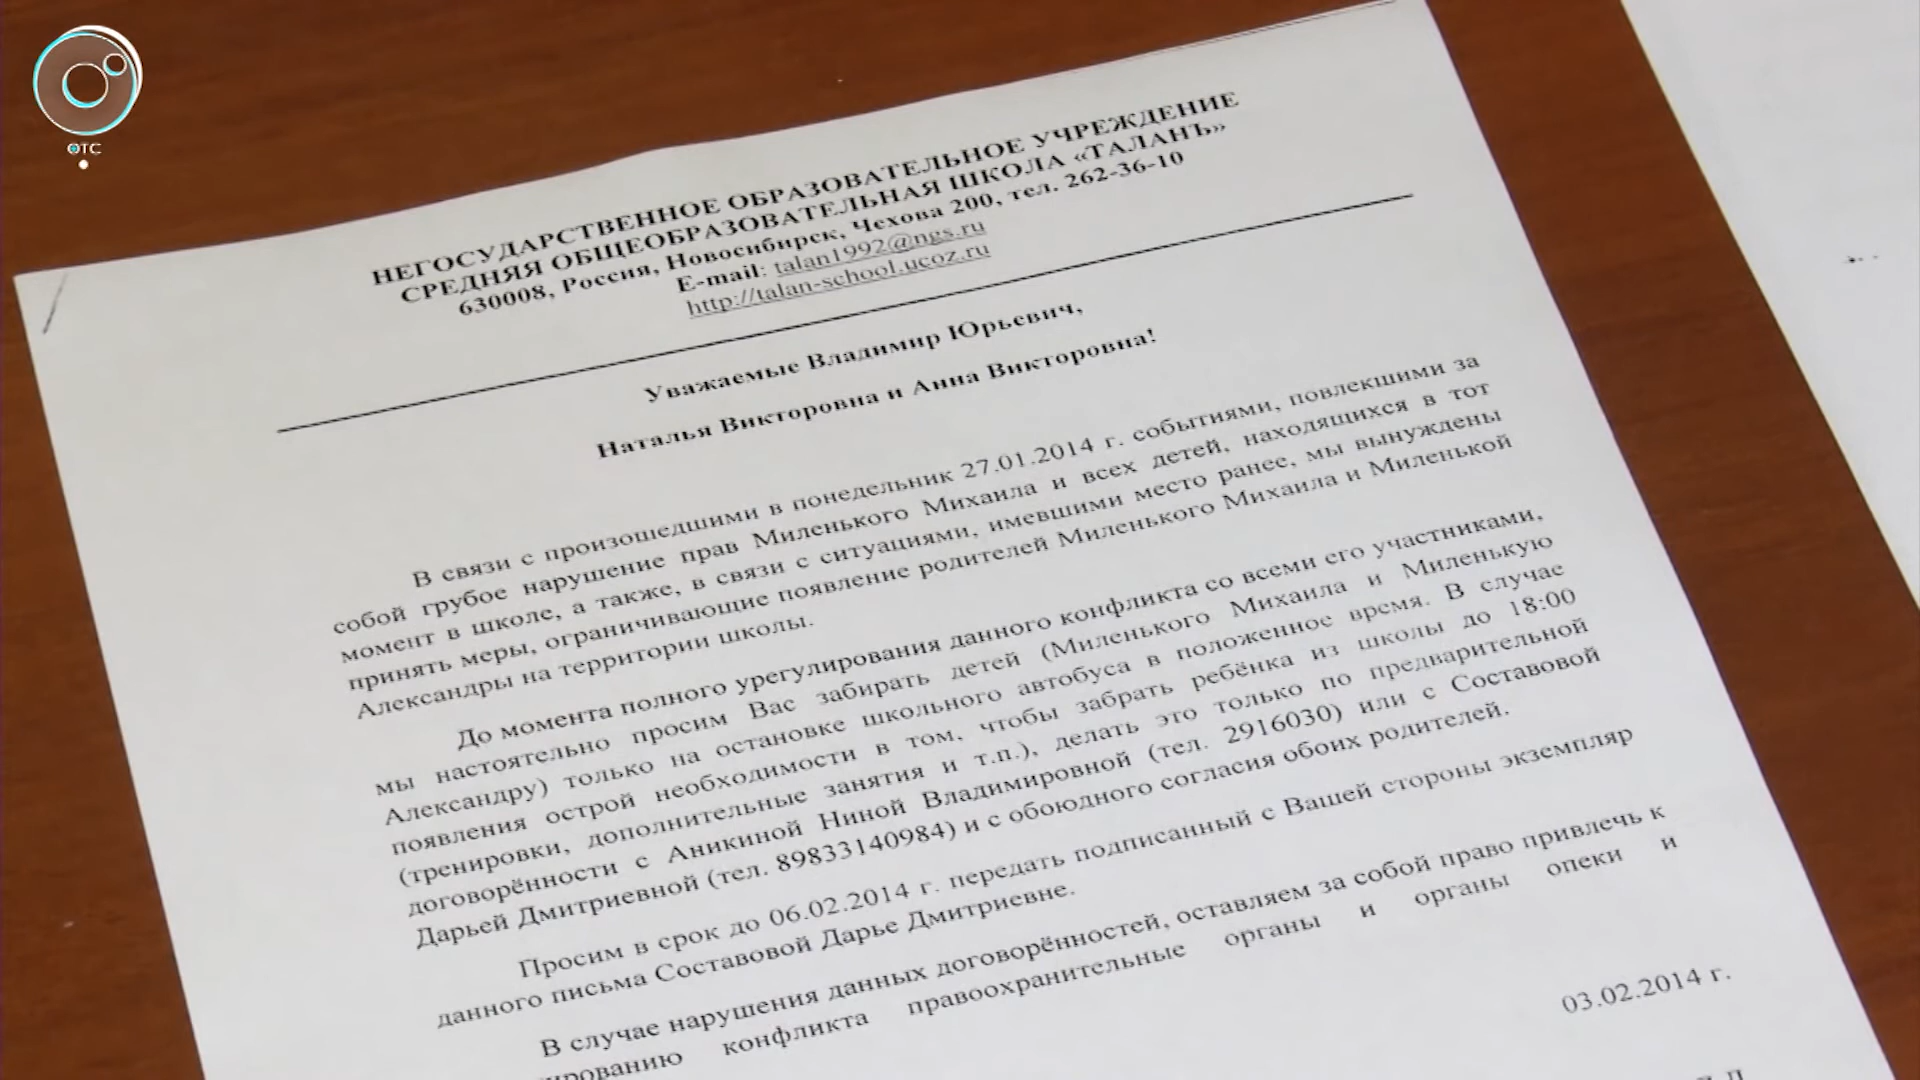 ОТС
НЕГОСУДАРСТВЕННОЕ ОБРАЗОВАТЕЛЬНОЕ УЧРЕЖДЕНИЕ
СРЕДНЯЯ ОБЩЕОБРАЗОВАТЕЛЬНАЯ ШКОЛА «ТАЛАНЪ»
630008, Россия, Новосибирск, Чехова 200, тел. 262-36-10
E-mail: talan1992@ngs.ru
http://talan-school.ucoz.ru
Уважаемые Владимир Юрьевич,
Наталья Викторовна и Анна Викторовна!
В связи с произошедшими в понедельник 27.01.2014 г. событиями, повлекшими за
собой грубое нарушение прав Миленького Михаила и всех детей, находящихся в тот
момент в школе, а также, в связи с ситуациями, имевшими место ранее, мы вынуждены
принять меры, ограничивающие появление родителей Миленького Михаила и Миленькой
Александры на территории школы.
До момента полного урегулирования данного конфликта со всеми его участниками,
мы настоятельно просим Вас забирать детей (Миленького Михаила и Миленькую
Александру) только на остановке школьного автобуса в положенное время. В случае
появления острой необходимости в том, чтобы забрать ребёнка из школы до 18:00
(тренировки, дополнительные занятия и т.п.), делать это только по предварительной
договорённости с Аникиной Ниной Владимировной (тел. 2916030) или с Составовой
Дарьей Дмитриевной (тел. 89833140984) и с обоюдного согласия обоих родителей.
Просим в срок до 06.02.2014 г. передать подписанный с Вашей стороны экземпляр
данного письма Составовой Дарье Дмитриевне.
В случае нарушения данных договорённостей, оставляем за собой право привлечь к
ированию конфликта правоохранительные органы и органы опеки и
03.02.2014 г.